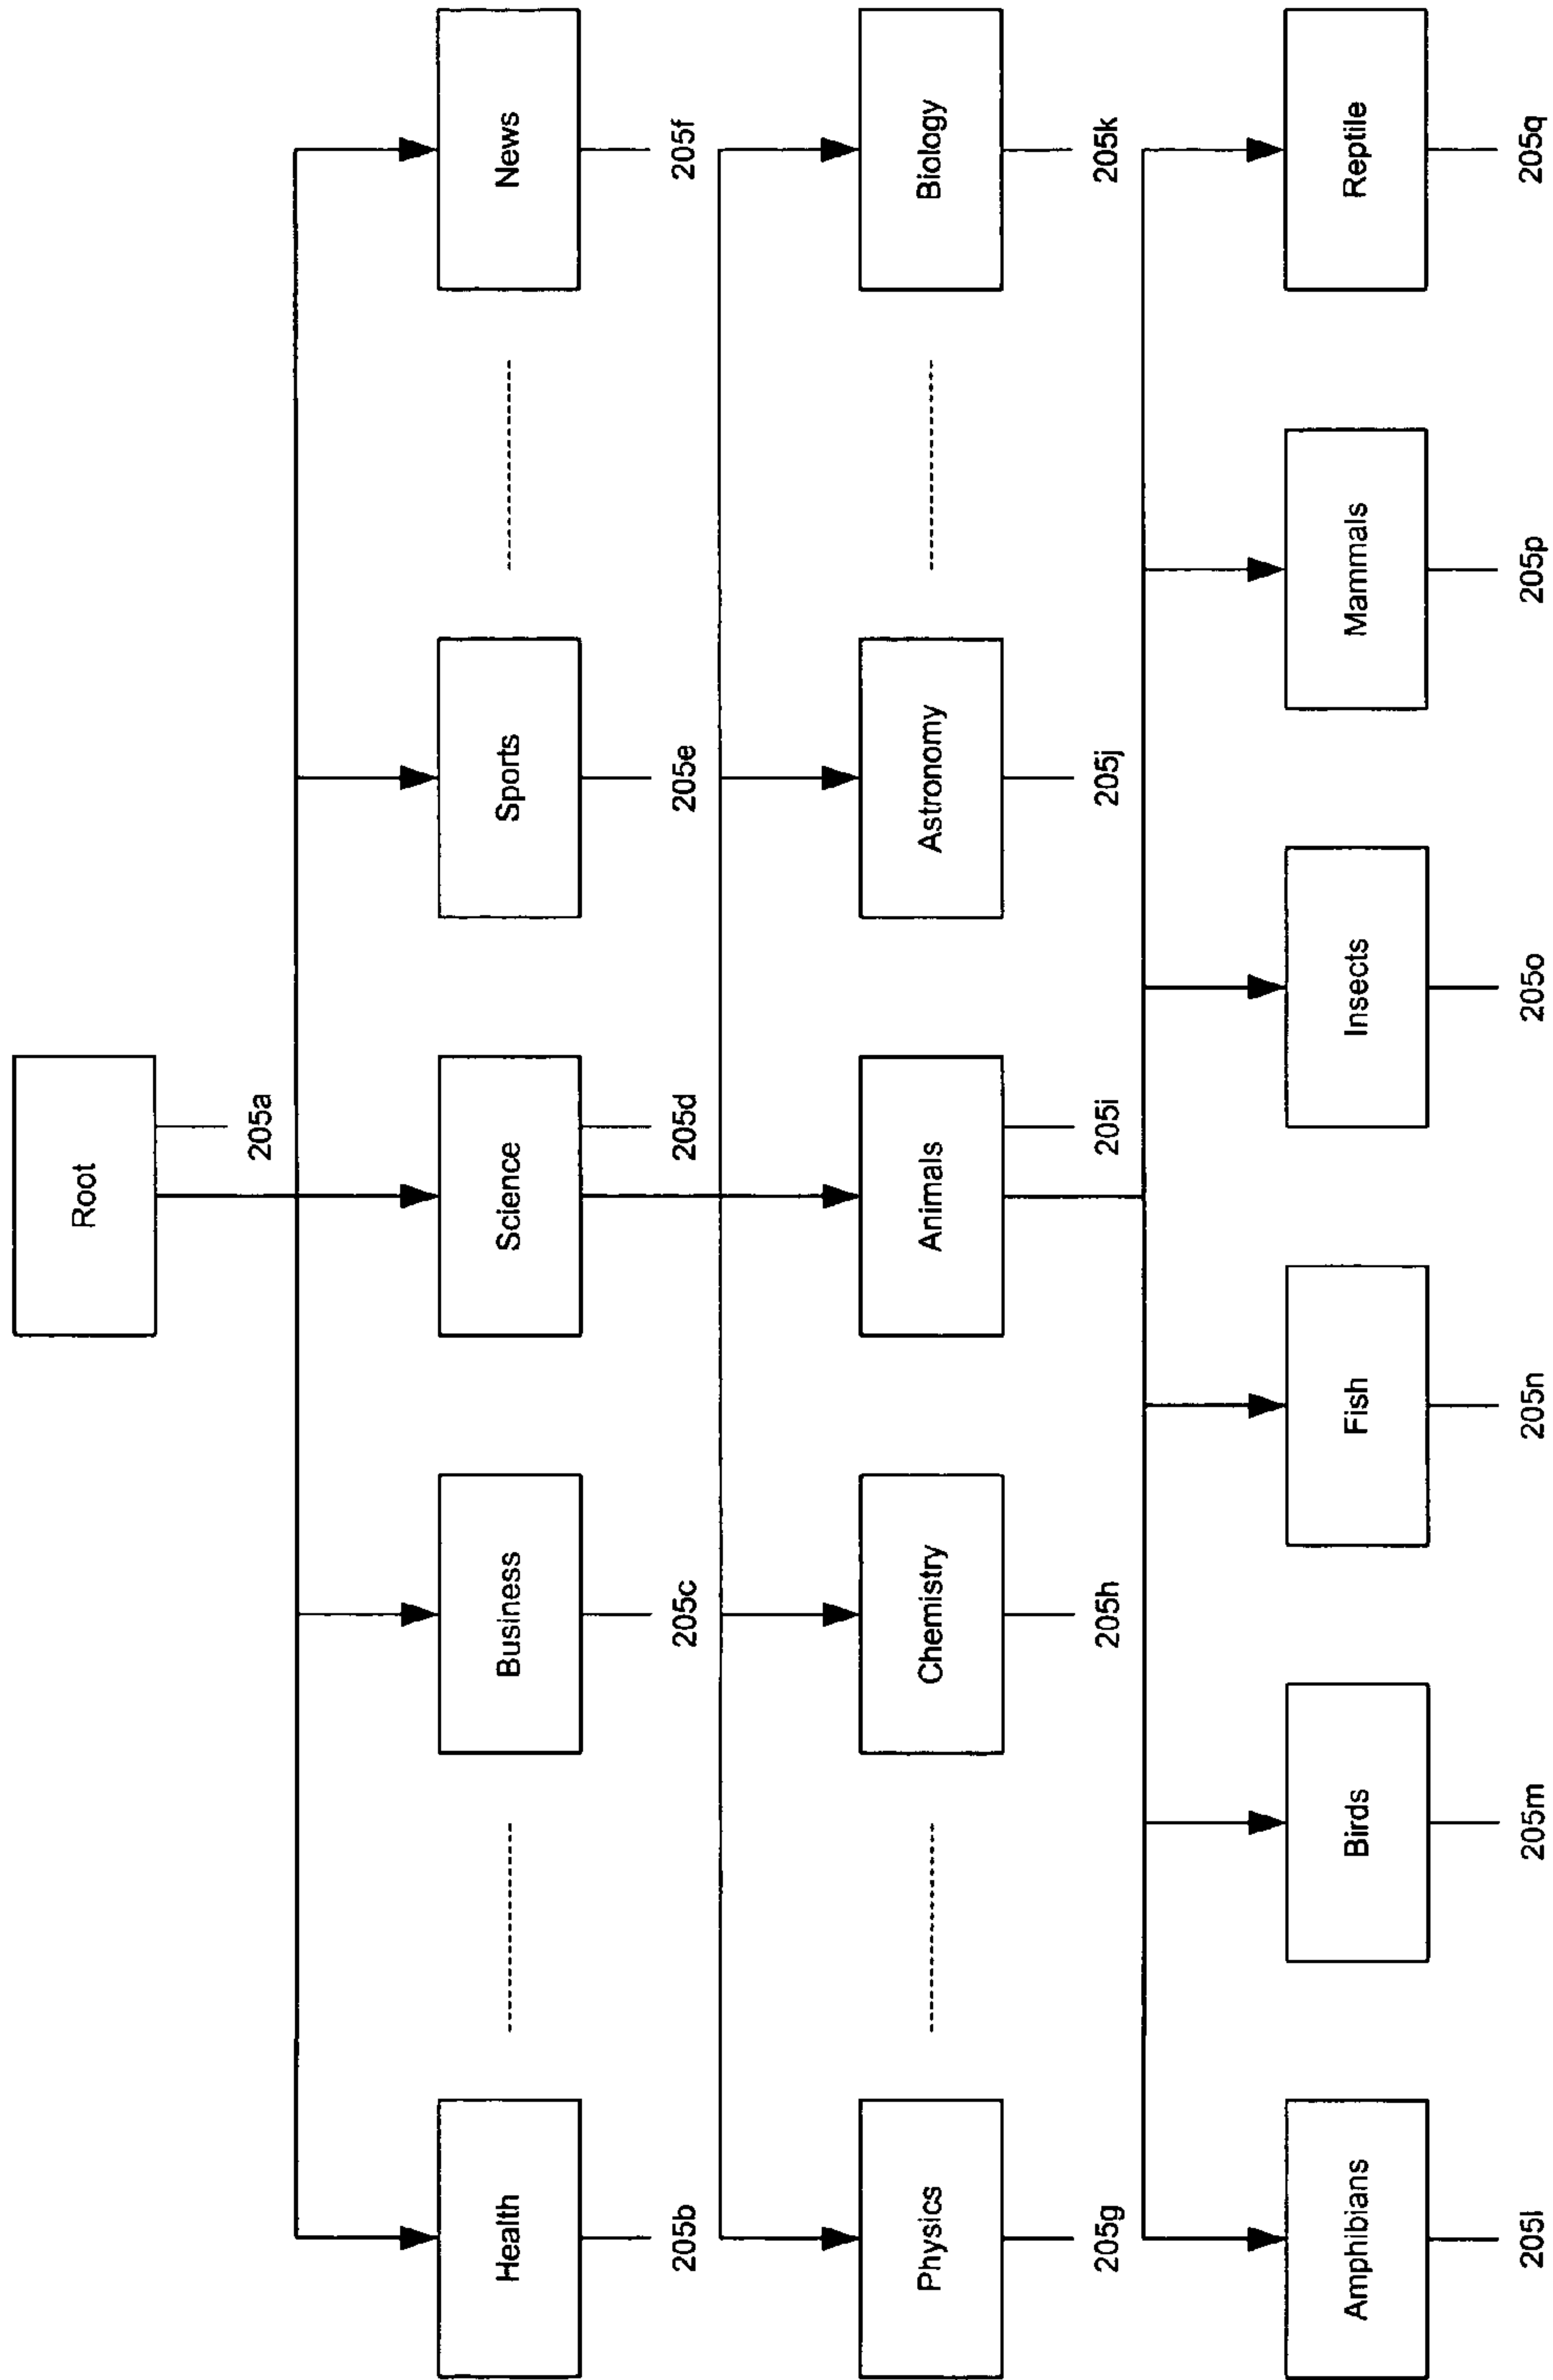 Root
205a
Health
Business
Science
Sports
News
205b
205c
205d
205e
205f
Physics
Chemistry
Animals
Astronomy
Biology
205g
205h
205i
205j
205k
Amphibians
Birds
Fish
Insects
Mammals
Reptile
205l
205m
205n
205o
205p
205q